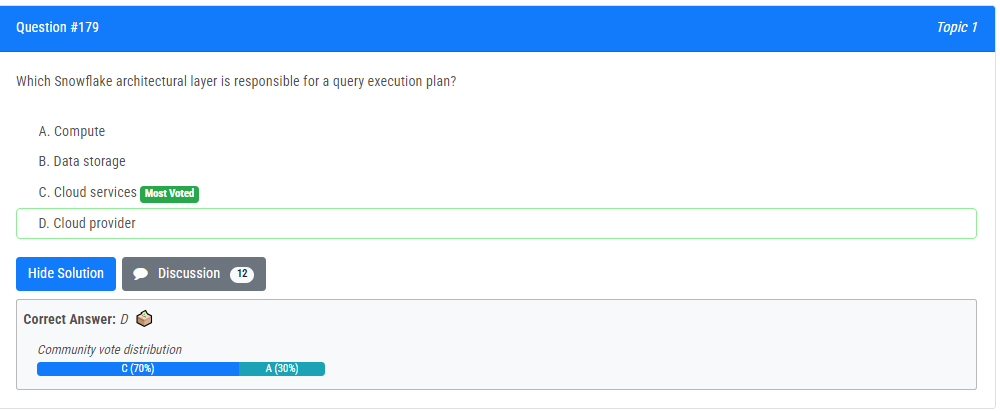 Question #179 Topic 1
Which Snowflake architectural layer is responsible for a query execution plan?
A. Compute
B. Data storage
C. Cloud services Most Voted
D. Cloud provider
Hide Solution Discussion 12
Correct Answer: D
Community vote distribution
C (70%) A (30%)